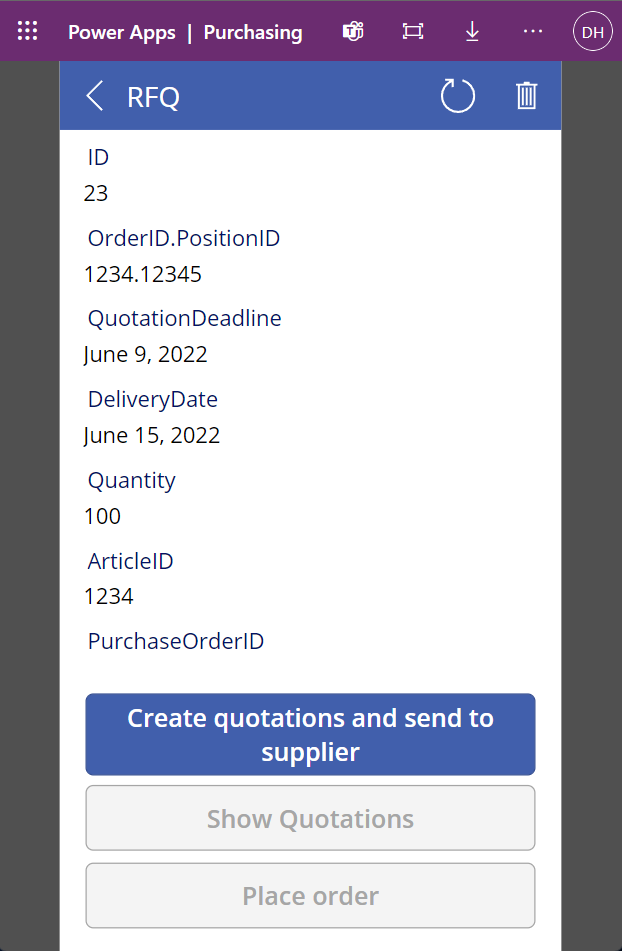 Power Apps | Purchasing
DH
RFQ
ID
23
OrderID.PositionID
1234.12345
QuotationDeadline
June 9, 2022
DeliveryDate
June 15, 2022
Quantity
100
ArticleID
1234
PurchaseOrderID
Create quotations and send to
supplier
Show Quotations
Place order